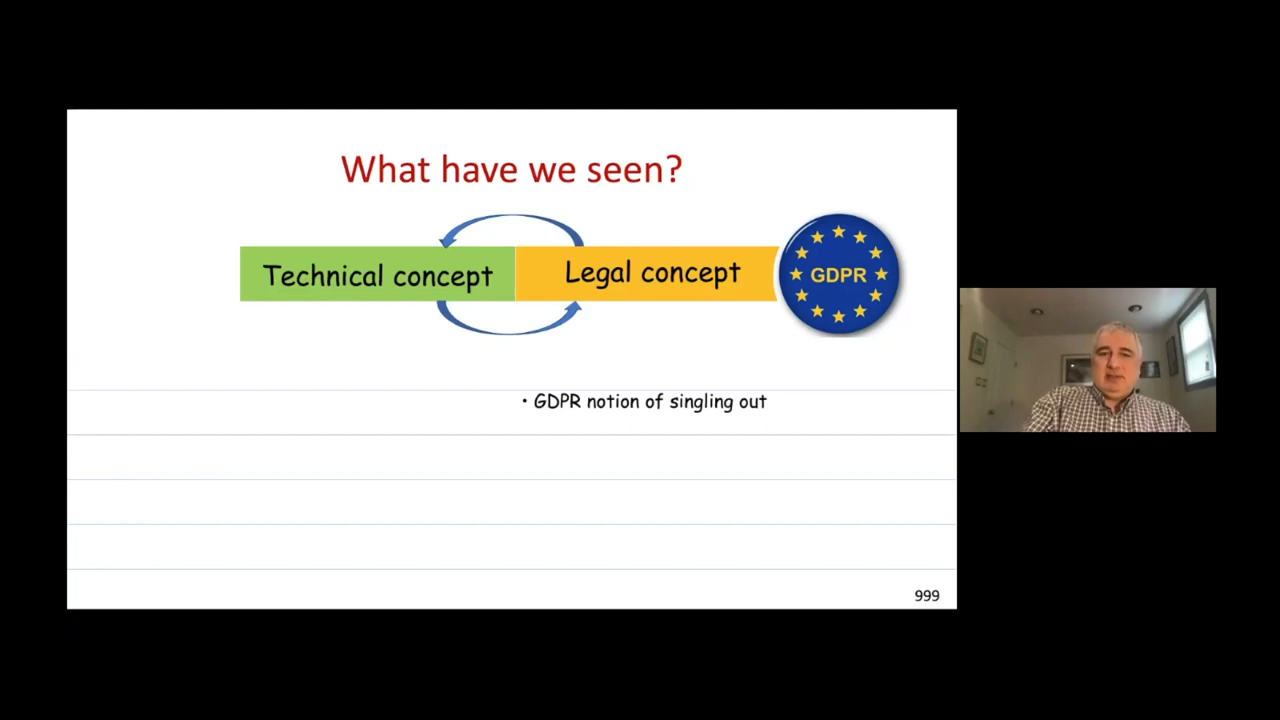 What have we seen?
Technical concept
Legal concept
GDPR
• GDPR notion of singling out
999